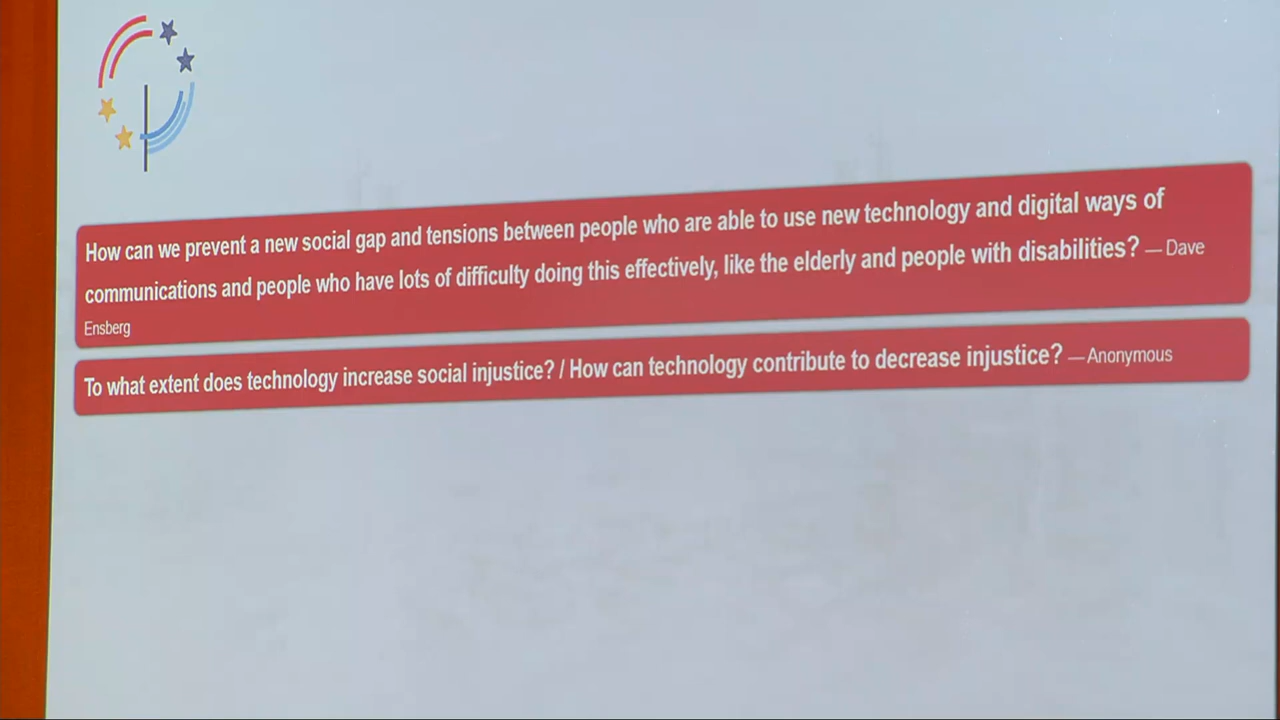 How can we prevent a new social gap and tensions between people who are able to use new technology and digital ways of
communications and people who have lots of difficulty doing this effectively, like the elderly and people with disabilities? — Dave
Ensberg
To what extent does technology increase social injustice? / How can technology contribute to decrease injustice? — Anonymous